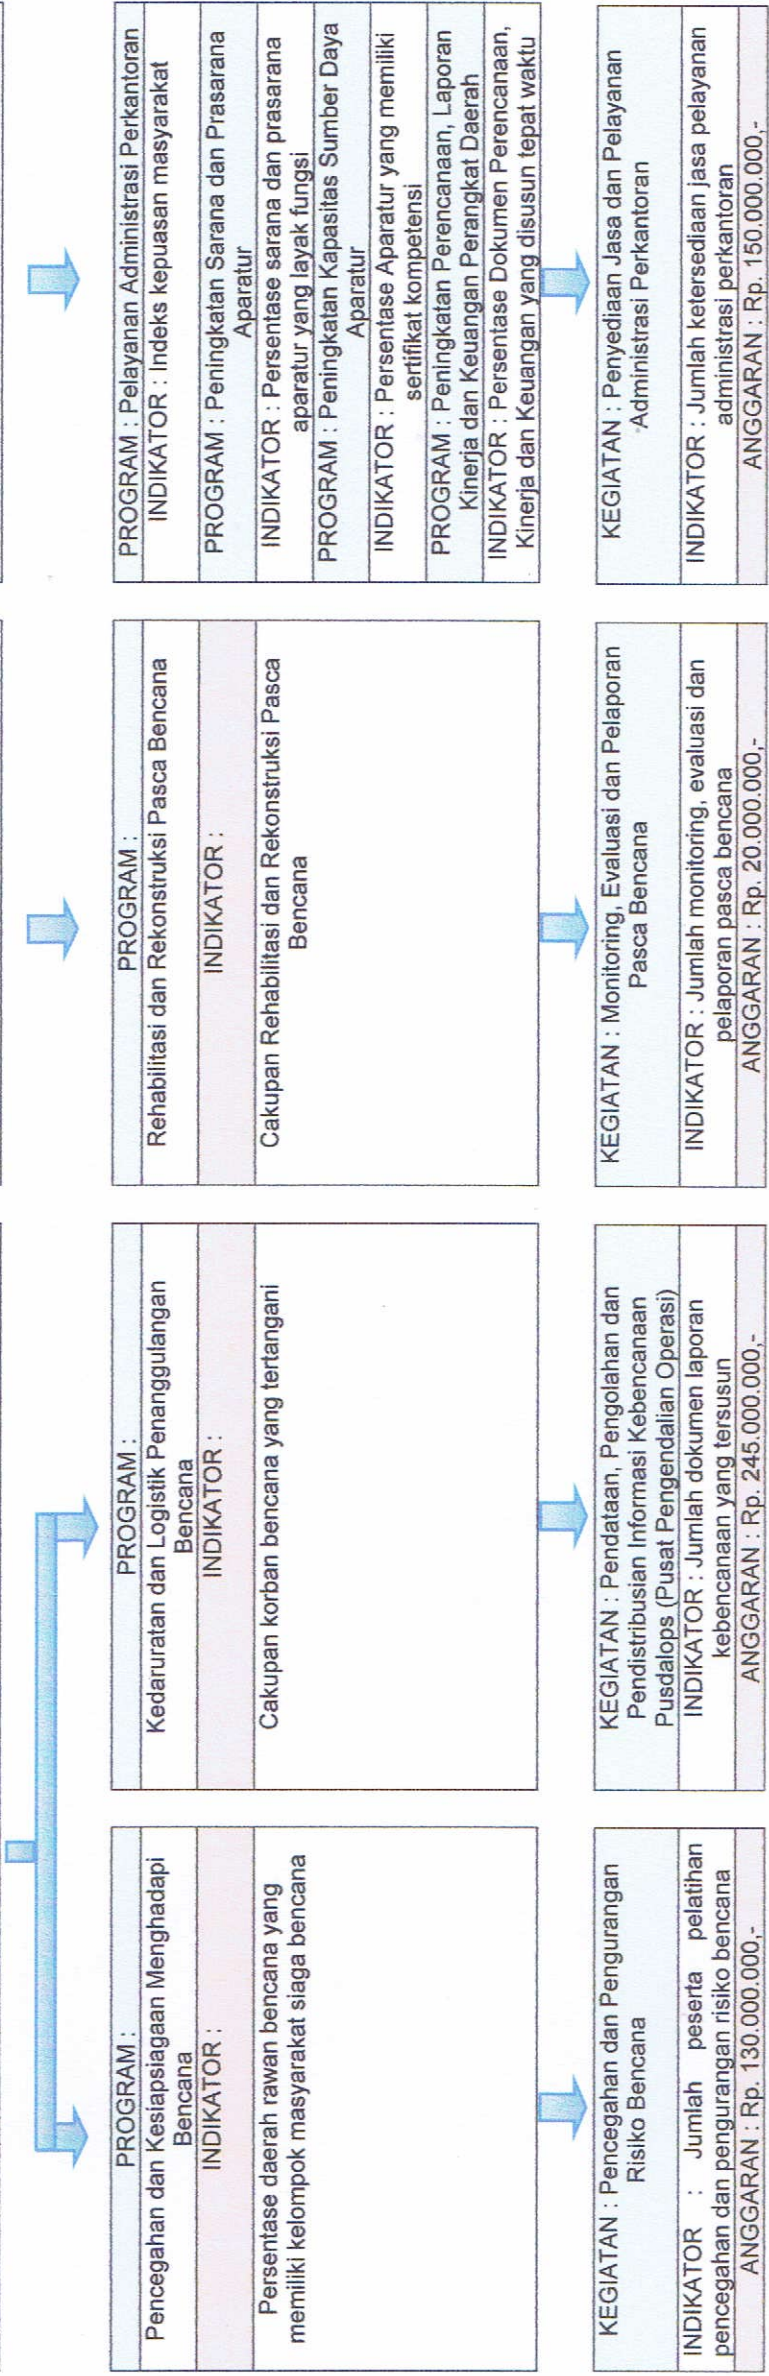 PROGRAM :
Pencegahan dan Kesiapsiagaan Menghadapi
Bencana
INDIKATOR :
Persentase daerah rawan bencana yang
memiliki kelompok masyarakat siaga bencana
PROGRAM :
Kedaruratan dan Logistik Penanggulangan
Bencana
INDIKATOR :
Cakupan korban bencana yang tertangani
PROGRAM :
Rehabilitasi dan Rekonstruksi Pasca Bencana
INDIKATOR :
Cakupan Rehabilitasi dan Rekonstruksi Pasca
Bencana
PROGRAM : Pelayanan Administrasi Perkantoran
INDIKATOR : Indeks kepuasan masyarakat
PROGRAM : Peningkatan Sarana dan Prasarana
Aparatur
INDIKATOR : Persentase sarana dan prasarana
aparatur yang layak fungsi
PROGRAM : Peningkatan Kapasitas Sumber Daya
Aparatur
INDIKATOR : Persentase Aparatur yang memiliki
sertifikat kompetensi
PROGRAM : Peningkatan Perencanaan, Laporan
Kinerja dan Keuangan Perangkat Daerah
INDIKATOR : Persentase Dokumen Perencanaan,
Kinerja dan Keuangan yang disusun tepat waktu
KEGIATAN : Pencegahan dan Pengurangan
Risiko Bencana
INDIKATOR : Jumlah peserta pelatihan
pencegahan dan pengurangan risiko bencana
ANGGARAN : Rp. 130.000.000,-
KEGIATAN : Pendataan, Pengolahan dan
Pendistribusian Informasi Kebencanaan
Pusdalops (Pusat Pengendalian Operasi)
INDIKATOR : Jumlah dokumen laporan
kebencanaan yang tersusun
ANGGARAN : Rp. 245.000.000,-
KEGIATAN : Monitoring, Evaluasi dan Pelaporan
Pasca Bencana
INDIKATOR : Jumlah monitoring, evaluasi dan
pelaporan pasca bencana
ANGGARAN : Rp. 20.000.000,-
KEGIATAN : Penyediaan Jasa dan Pelayanan
Administrasi Perkantoran
INDIKATOR : Jumlah ketersediaan jasa pelayanan
administrasi perkantoran
ANGGARAN : Rp. 150.000.000,-